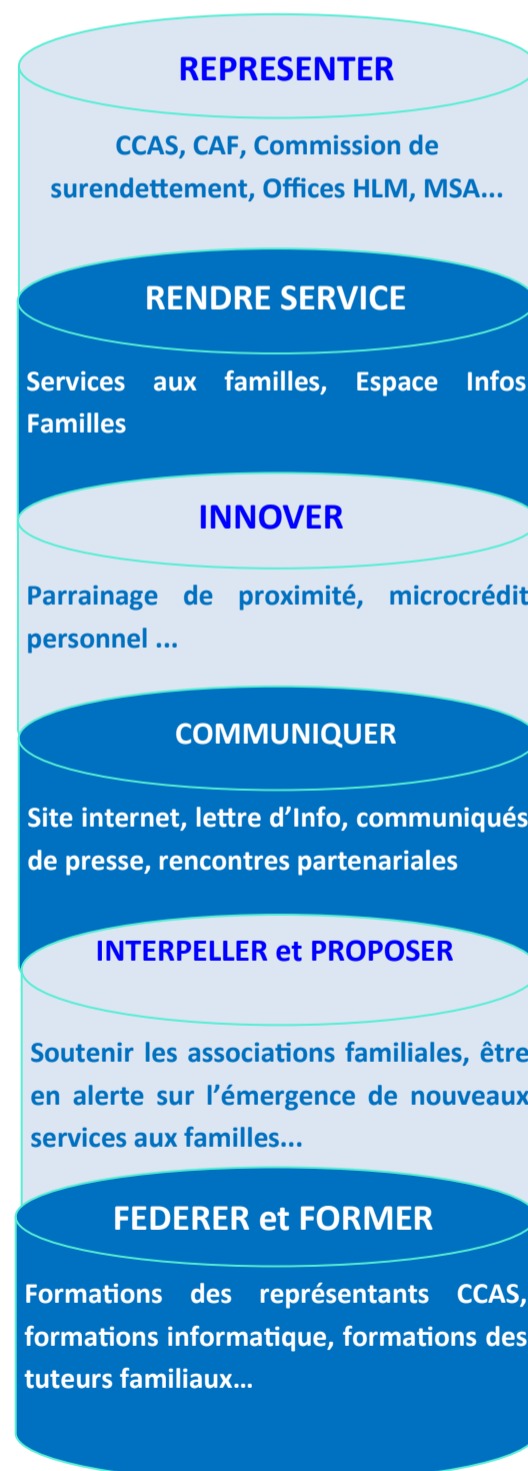 REPRESENTER
CCAS, CAF, Commission de
surendettement, Offices HLM, MSA...
RENDRE SERVICE
Services aux familles, Espace Infos
Familles
INNOVER
Parrainage de proximité, microcrédit
personnel ...
COMMUNIQUER
Site internet, lettre d’Info, communiqués
de presse, rencontres partenariales
INTERPELLER et PROPOSER
Soutenir les associations familiales, être
en alerte sur l’émergence de nouveaux
services aux familles...
FEDERER et FORMER
Formations des représentants CCAS,
formations informatique, formations des
tuteurs familiaux…